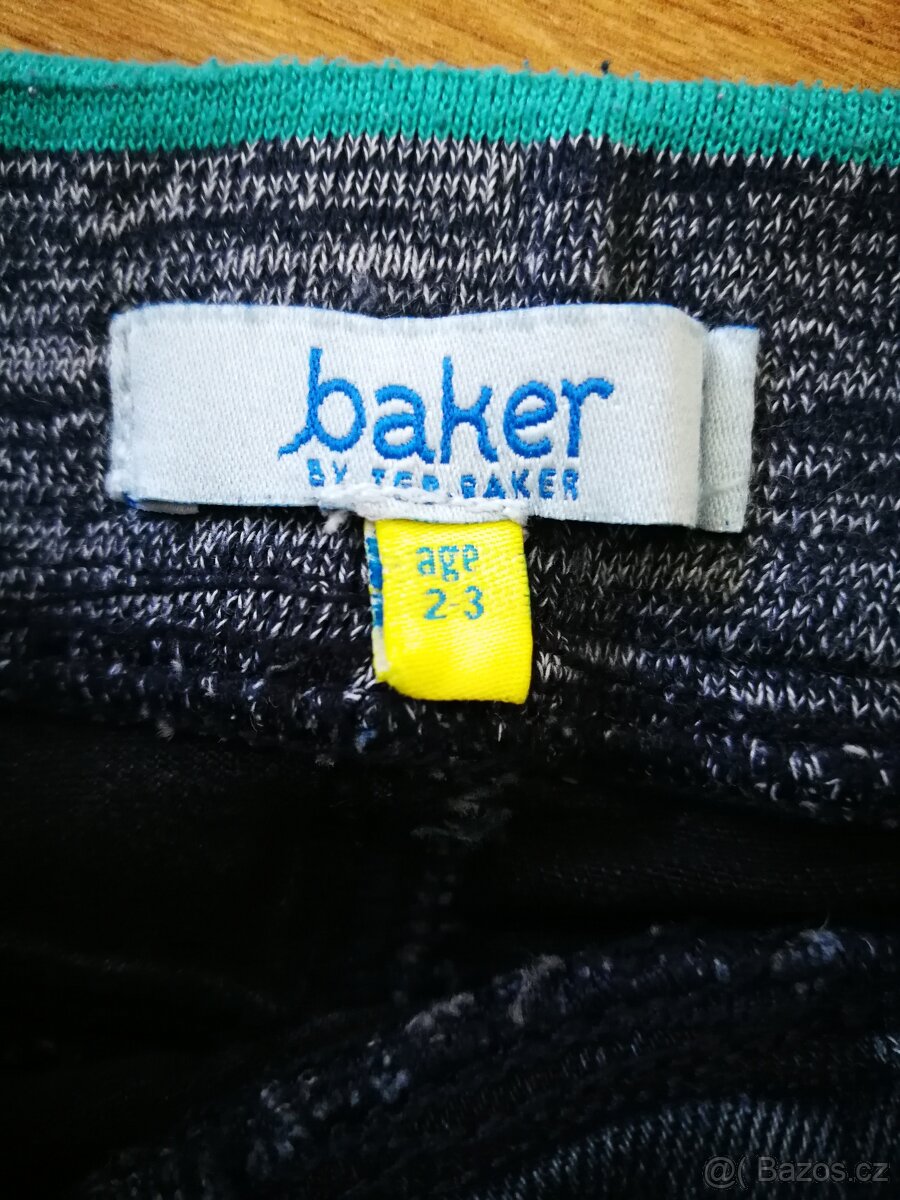 baker
BY TED BAKER
age
2-3
@( Bazos.cz